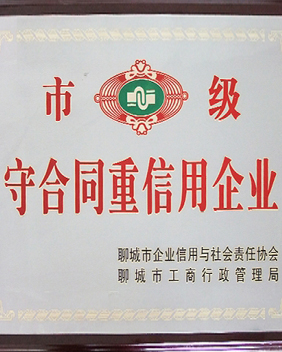 市 级
守合同重信用企业
聊城市企业信用与社会责任协会
聊城市工商行政管理局